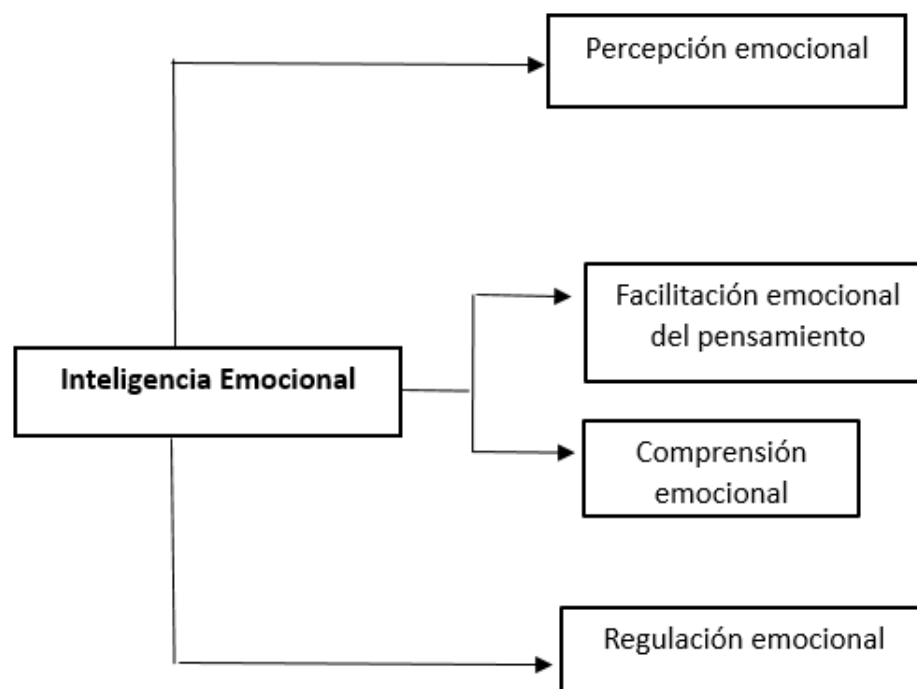 Percepción emocional
Facilitación emocional
del pensamiento
Inteligencia Emocional
Comprensión
emocional
Regulación emocional